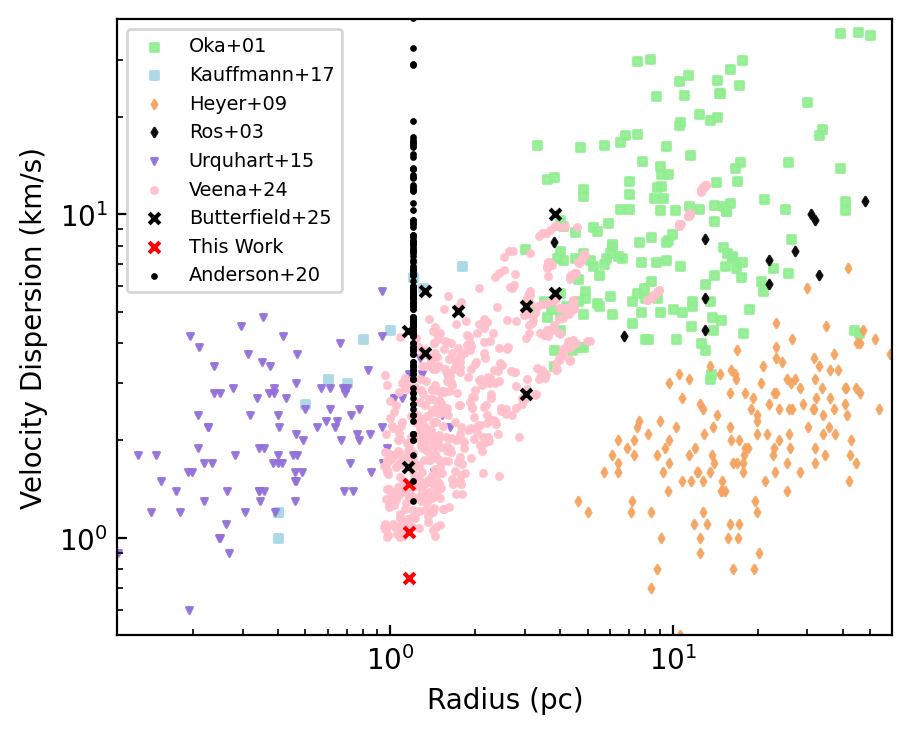 Oka+01
Kauffmann+17
Heyer+09
Ros+03
Urquhart+15
Veena+24
Butterfield+25
This Work
Anderson+20
Velocity Dispersion (km/s)
10¹
10⁰
10⁰ 10¹
Radius (pc)